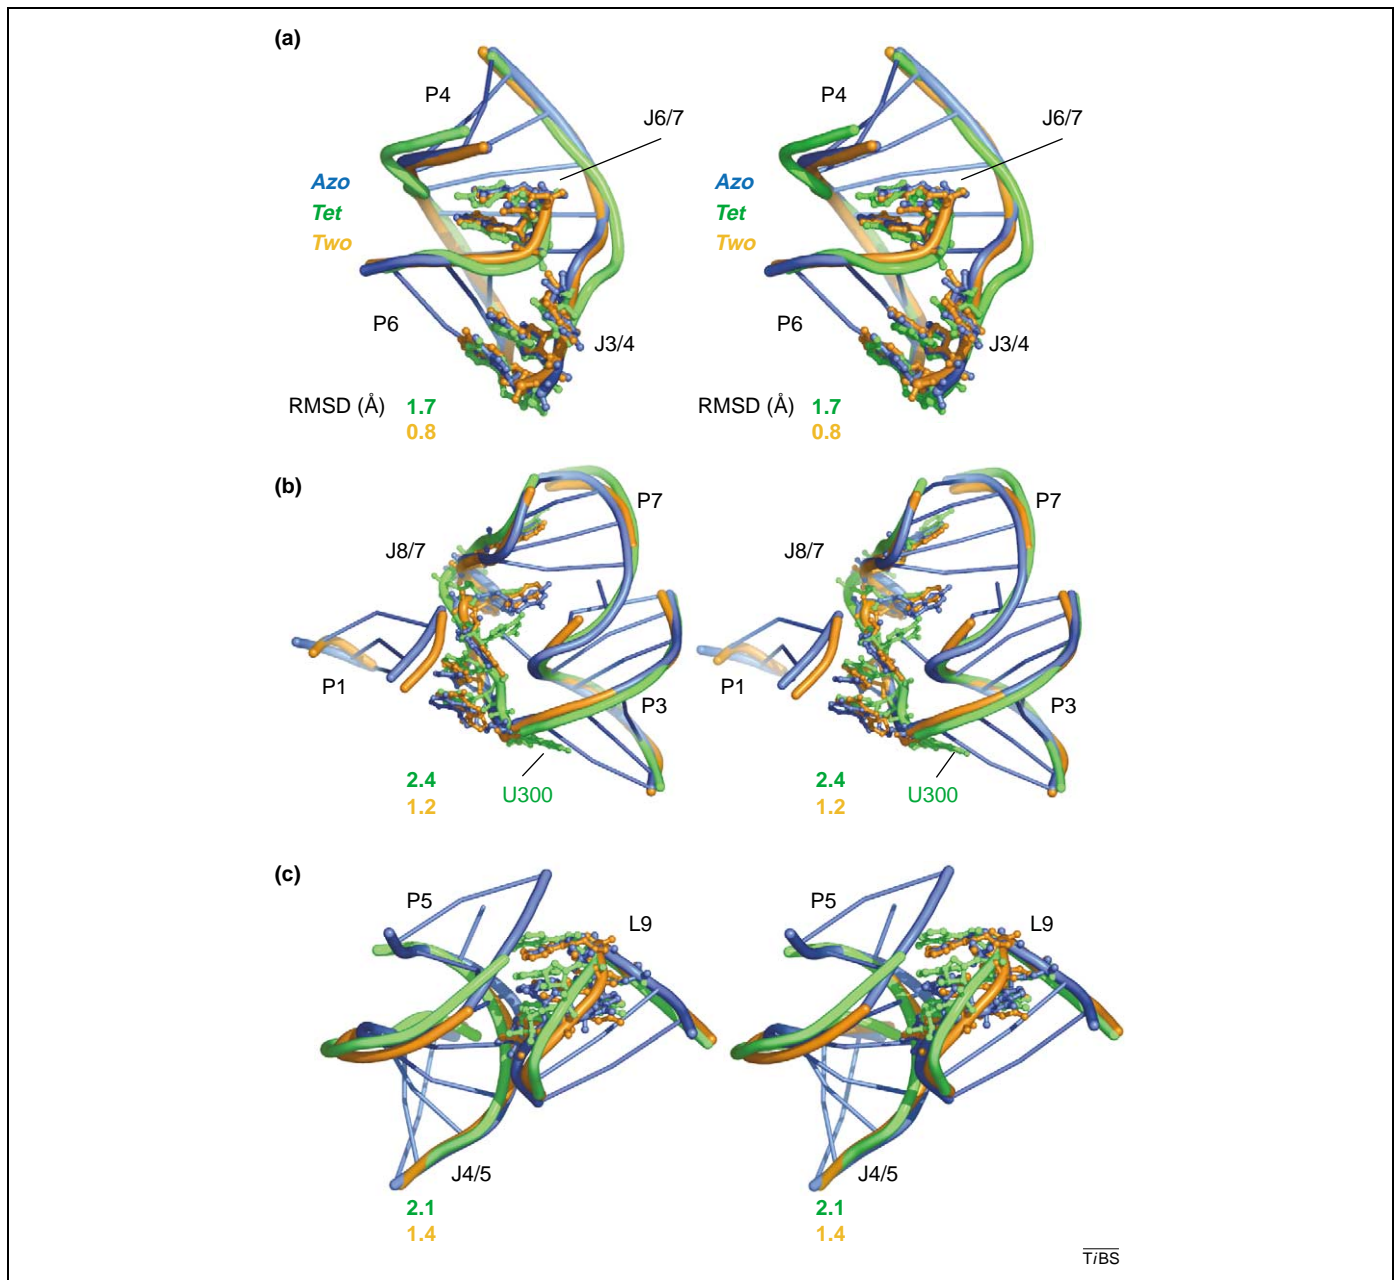 (a)
P4
J6/7
Azo
Tet
Two
P6
J3/4
RMSD (Å) 1.7
0.8
P4
J6/7
Azo
Tet
Two
P6
J3/4
RMSD (Å) 1.7
0.8
(b)
P7
J8/7
P1
P3
2.4
1.2
U300
P7
J8/7
P1
P3
2.4
1.2
U300
(c)
P5
L9
J4/5
2.1
1.4
P5
L9
J4/5
2.1
1.4
TiBS